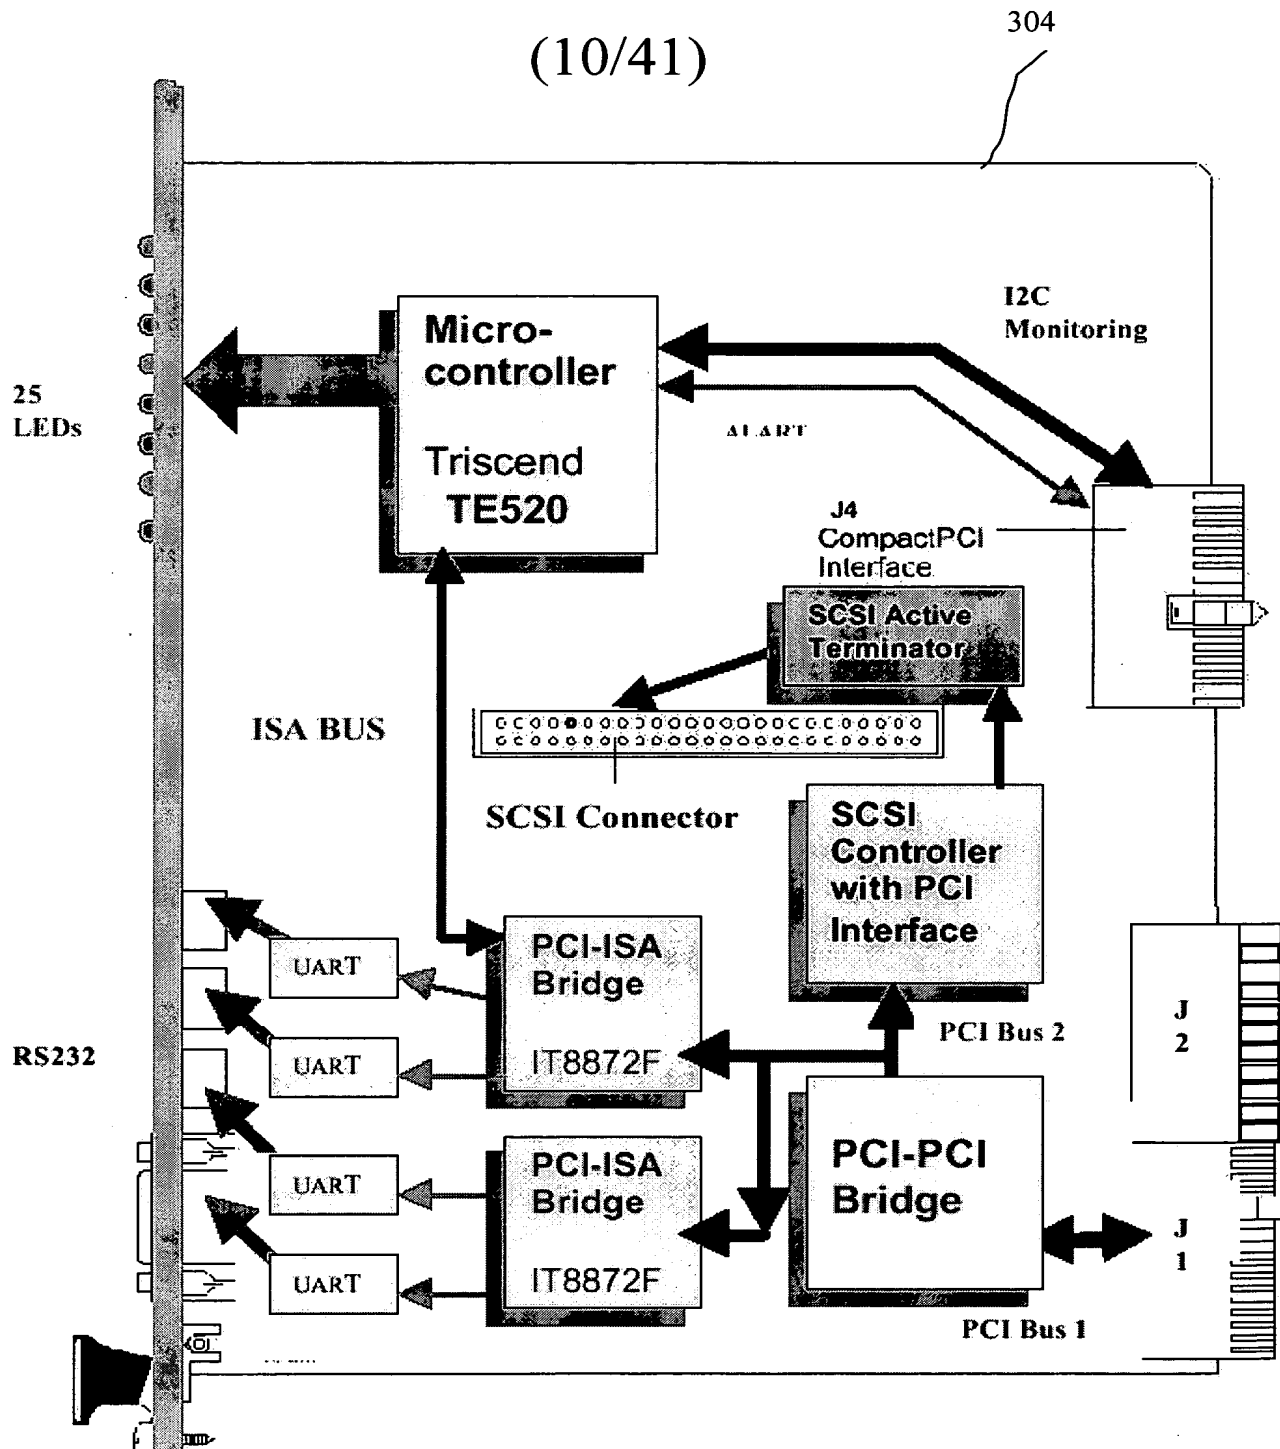 304
(10/41)
I2C
Monitoring
Micro-
controller
Triscend
TE520
25
LEDs
ALART
J4
CompactPCI
Interface
SCSI Active
Terminator
ISA BUS
SCSI Connector
SCSI
Controller
with PCI
Interface
PCI-ISA
Bridge
IT8872F
UART
UART
RS232
PCI Bus 2
J
2
PCI-PCI
Bridge
PCI-ISA
Bridge
IT8872F
UART
UART
J
1
PCI Bus 1